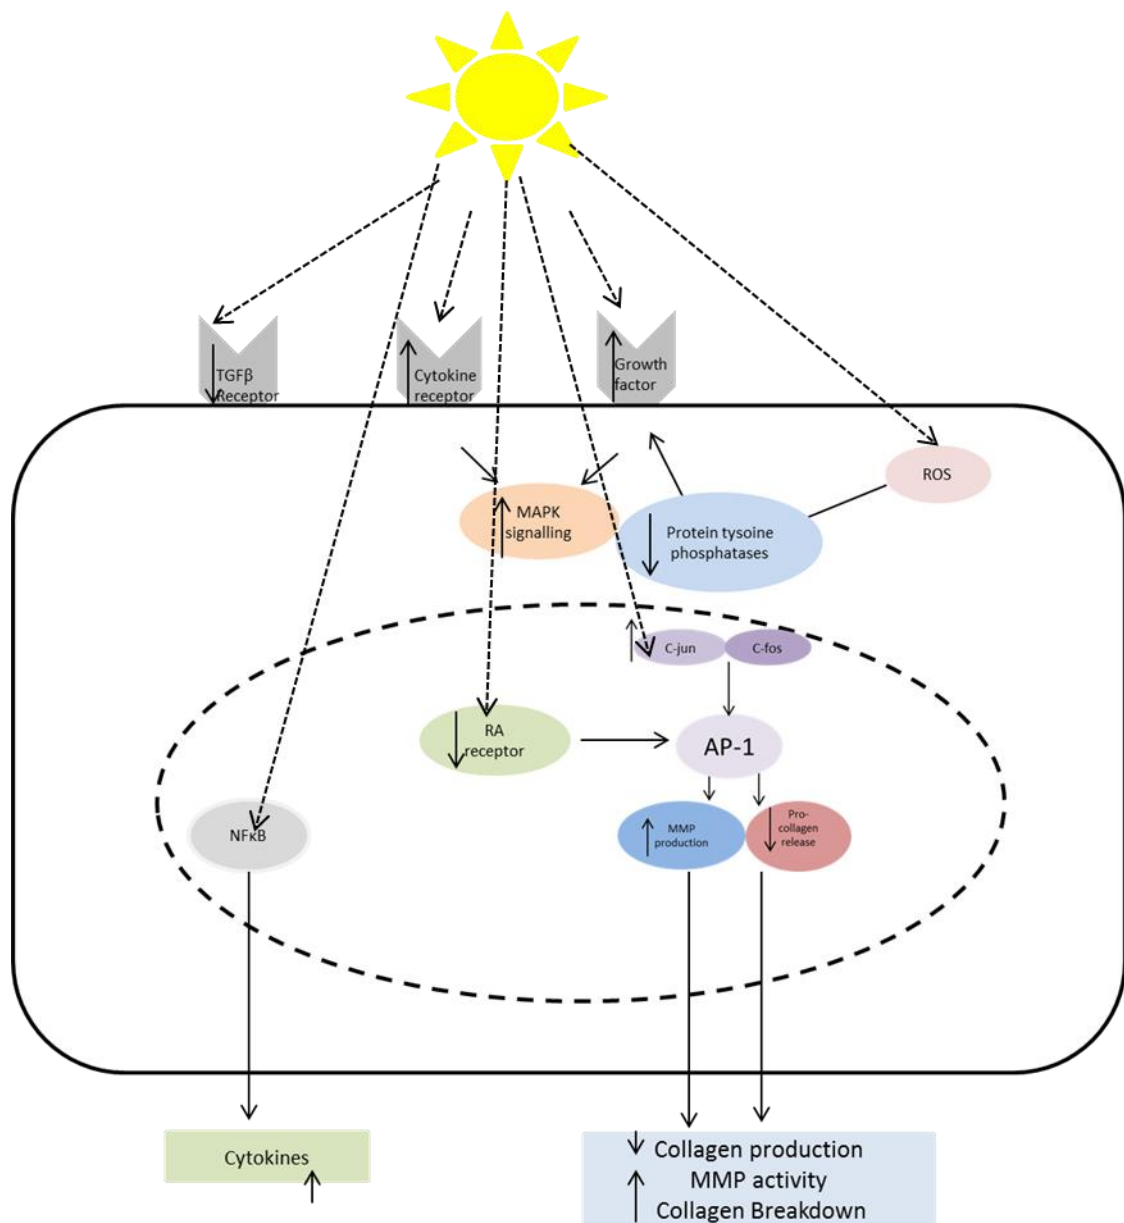 TGFβ
Receptor
Cytokine
receptor
Growth
factor
ROS
MAPK
signalling
Protein tysoine
phosphatases
C-jun
C-fos
RA
receptor
AP-1
NFκB
MMP
production
Pro-
collagen
release
Cytokines
Collagen production
MMP activity
Collagen Breakdown